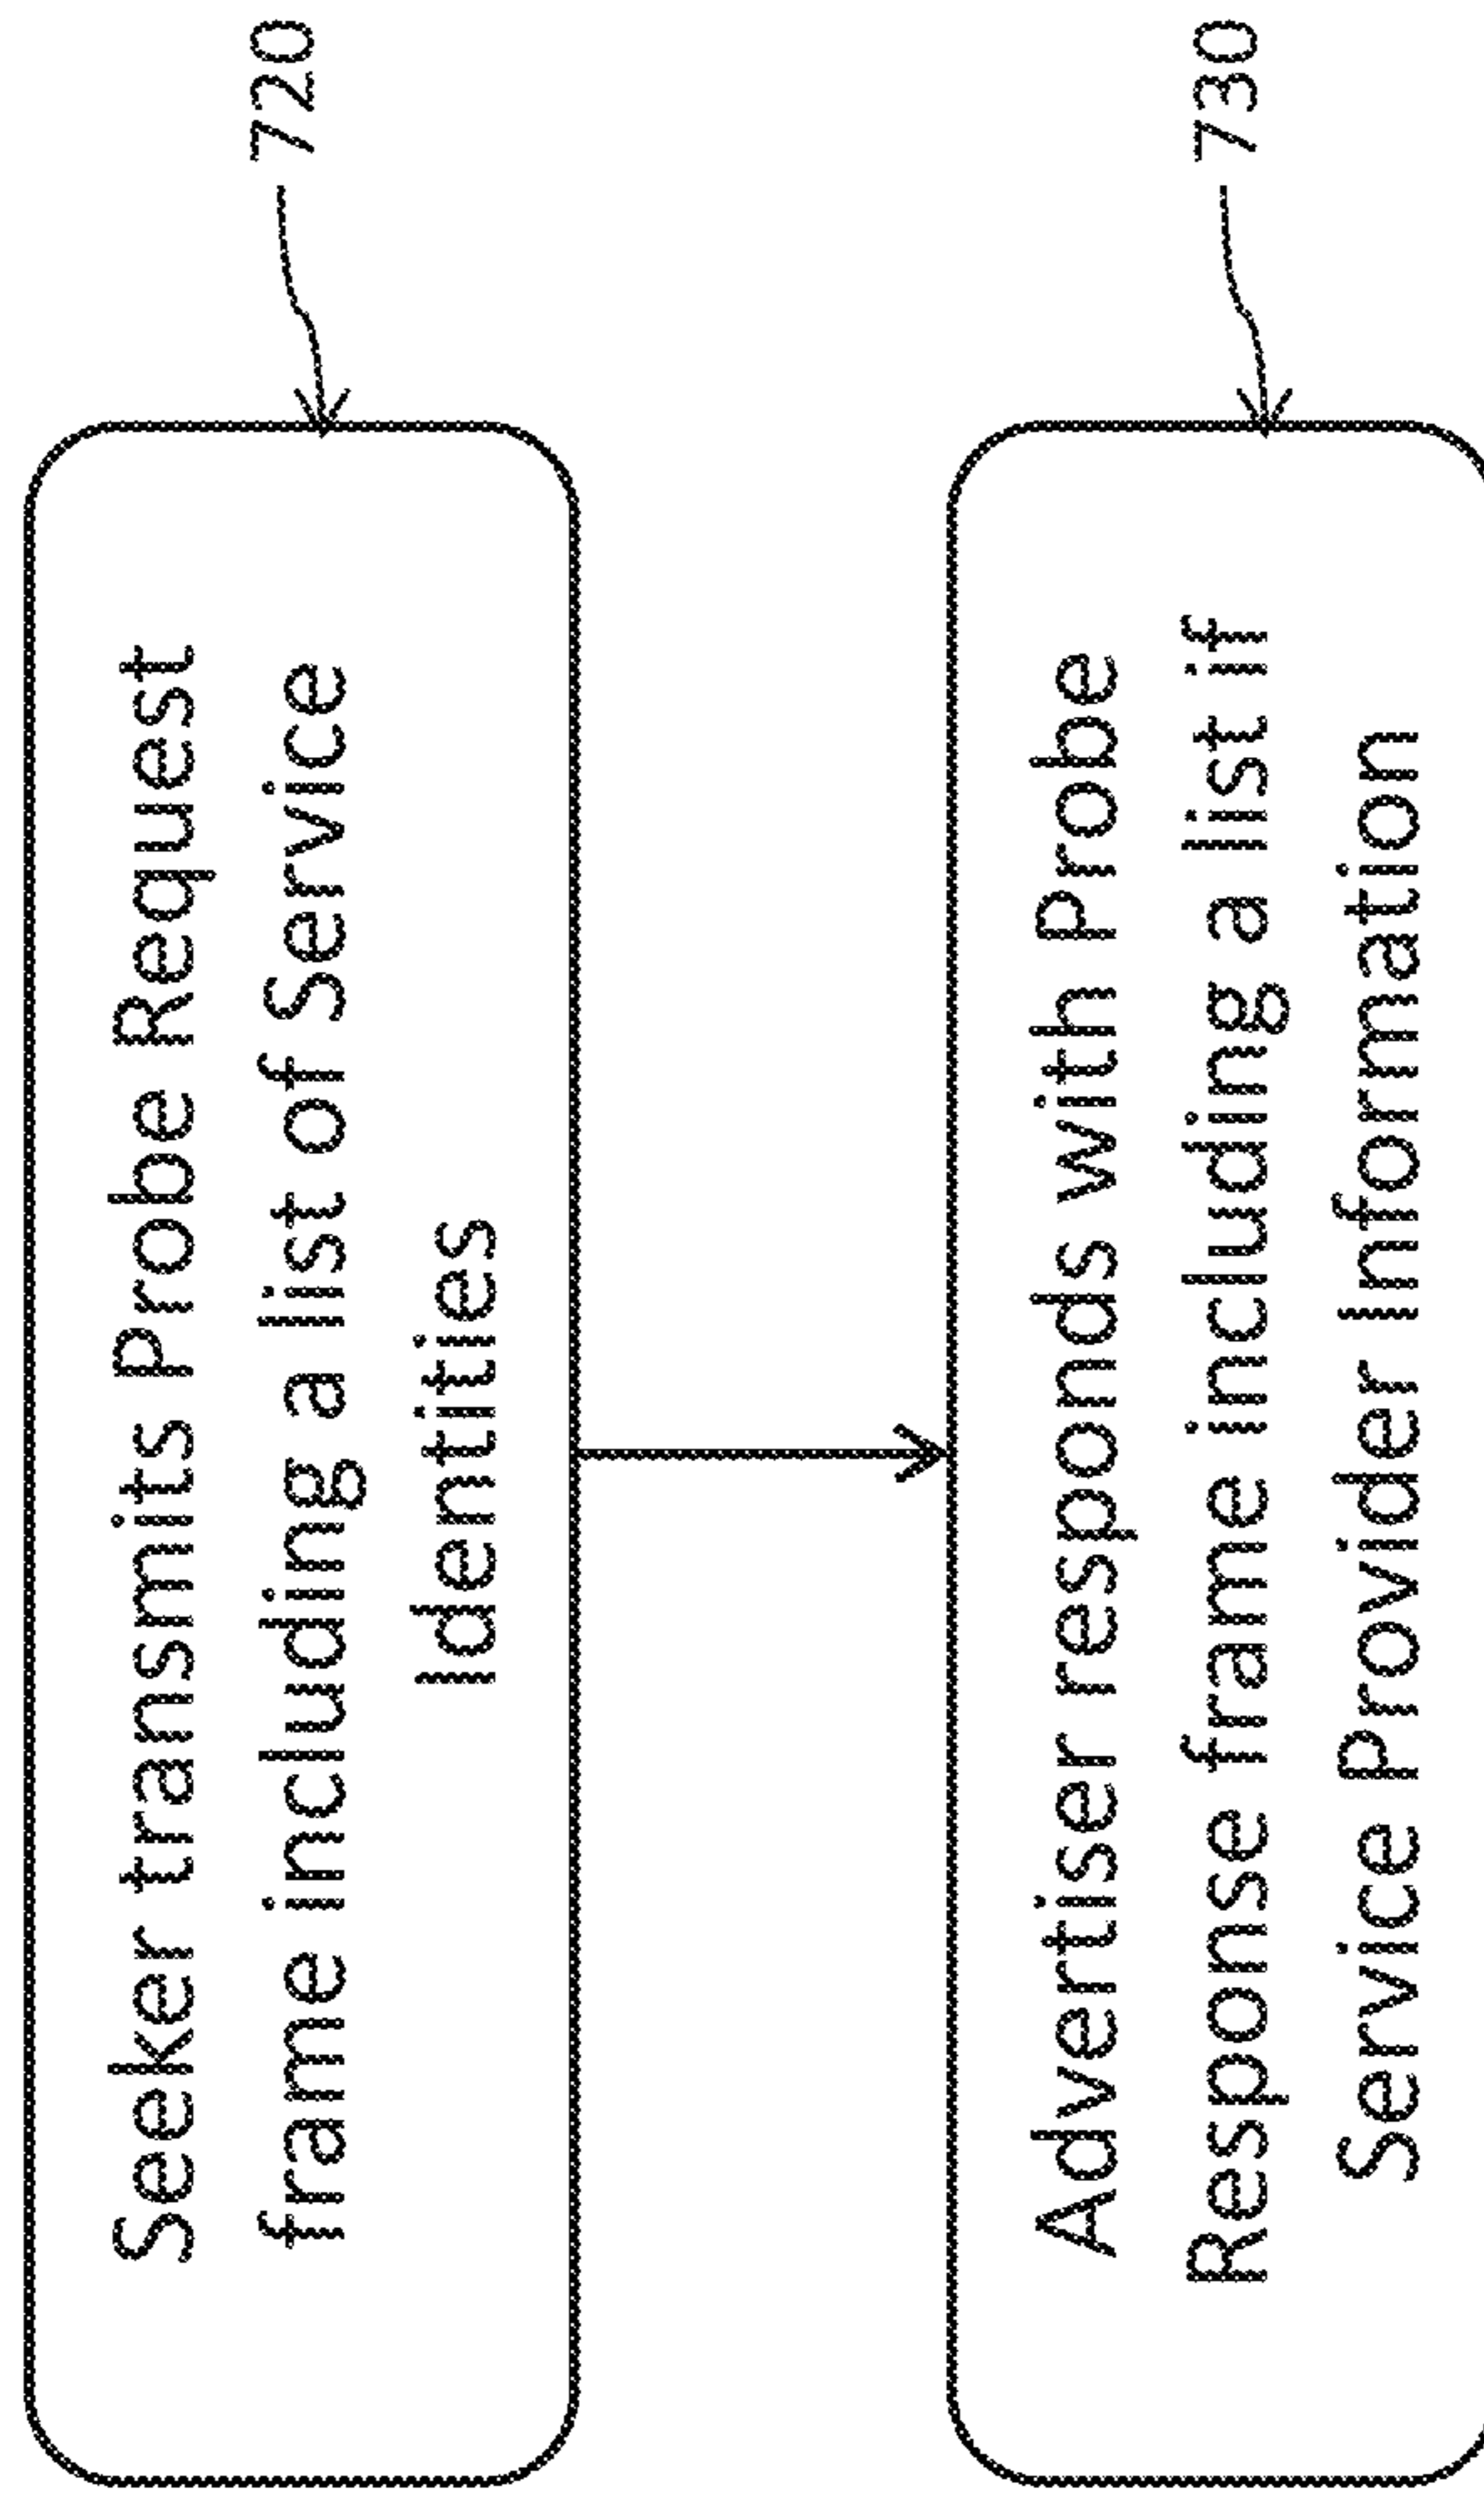 Seeker transmits Probe Request
frame including a list of Service
Identities
720
Advertiser responds with Probe
Response frame including a list if
Service Provider Information
730